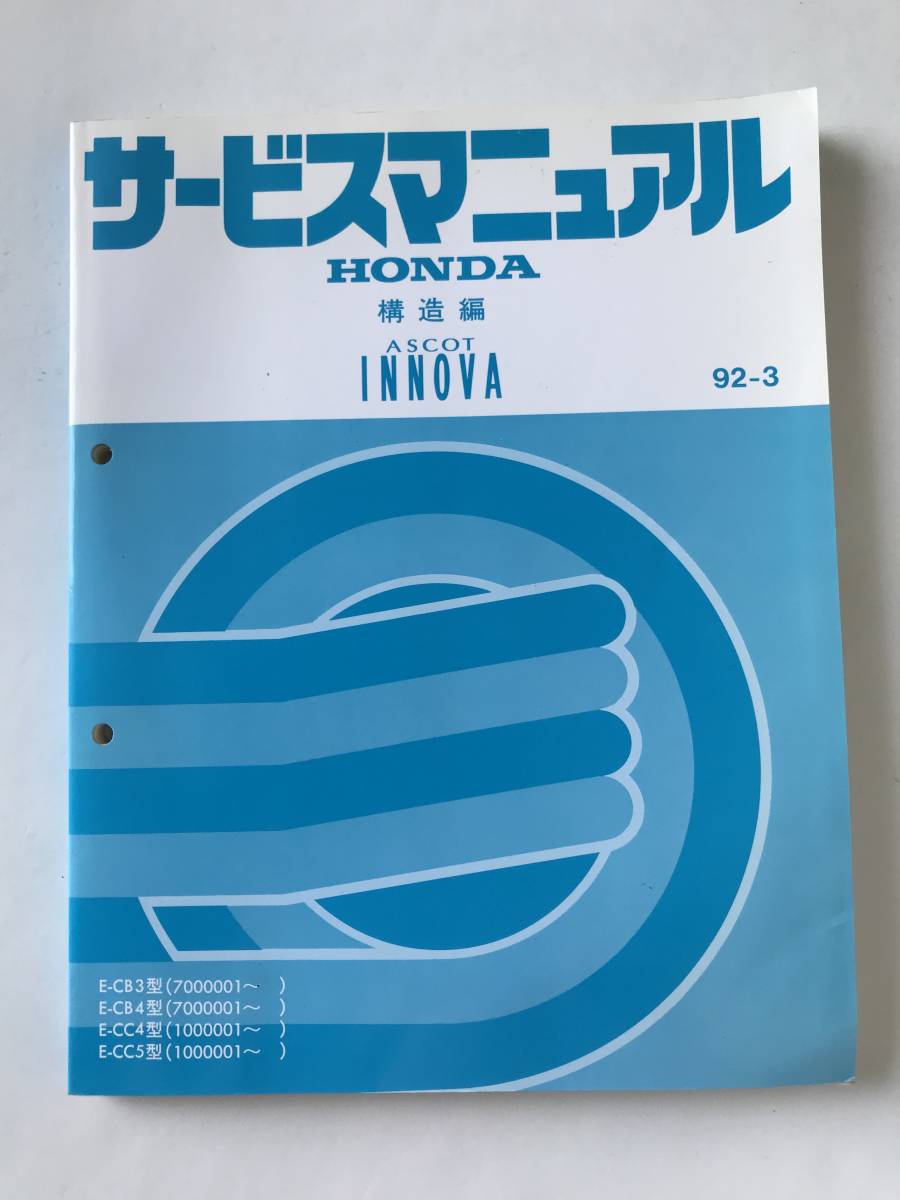 サービスマニュアル
HONDA
構造編
ASCOT
INNOVA
92-3
E-CB3型(7000001～　)
E-CB4型(7000001～　)
E-CC4型(1000001～　)
E-CC5型(1000001～　)